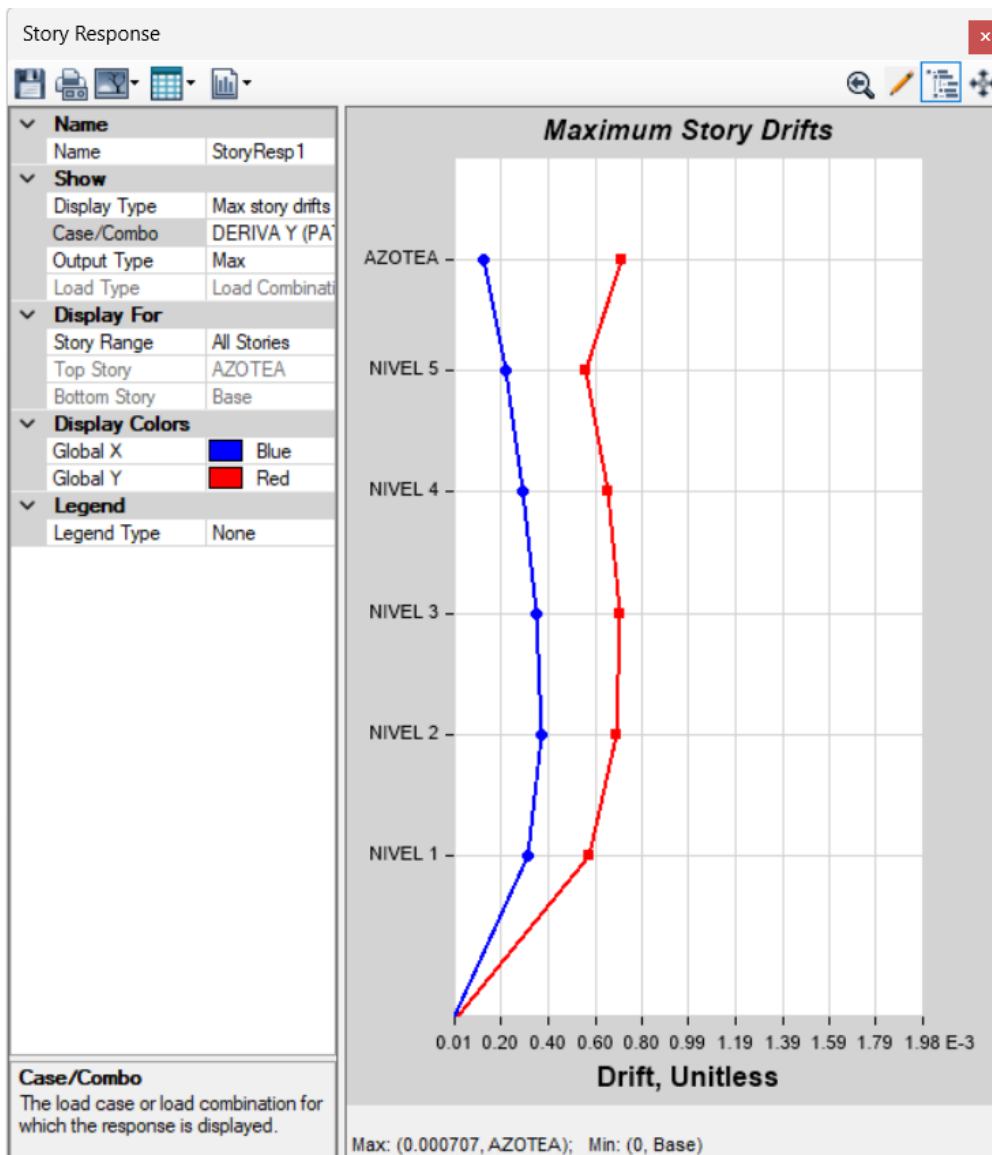 Story Response
Name
Name StoryResp1
Show
Display Type Max story drifts
Case/Combo DERIVA Y (PAT
Output Type Max
Load Type Load Combinati
Display For
Story Range All Stories
Top Story AZOTEA
Bottom Story Base
Display Colors
Global X Blue
Global Y Red
Legend
Legend Type None
Case/Combo
The load case or load combination for
which the response is displayed.
Maximum Story Drifts
AZOTEA
NIVEL 5
NIVEL 4
NIVEL 3
NIVEL 2
NIVEL 1
0.01 0.20 0.40 0.60 0.80 0.99 1.19 1.39 1.59 1.79 1.98 E-3
Drift, Unitless
Max: (0.000707, AZOTEA); Min: (0, Base)